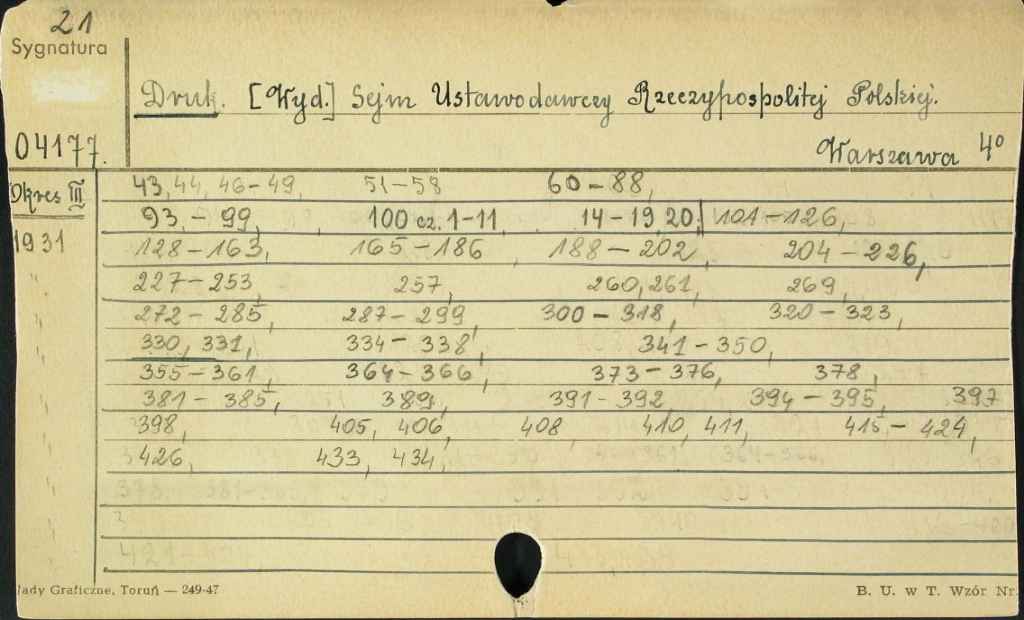 21
Sygnatura
Druk. [Wyd.] Sejm Ustawodawczy Rzeczypospolitej Polskiej.
04177.
Warszawa 4°
Okres III
43, 44, 46-49, 51-58 60-88,
93,-99, 100 cz. 1-11, 14-19, 20, 101-126,
1931
128-163, 165-186, 188-202, 204-226,
227-253, 257, 260, 261, 269,
272-285, 287-299, 300-318, 320-323,
330, 331, 334-338, 341-350,
355-361, 364-366, 373-376, 378,
381-385, 389, 391-392, 394-395, 397
398, 405, 406, 408, 410, 411, 415,-424,
426, 433, 434,
Graficzne, Toruń — 249-47
B. U. w T. Wzór Nr.